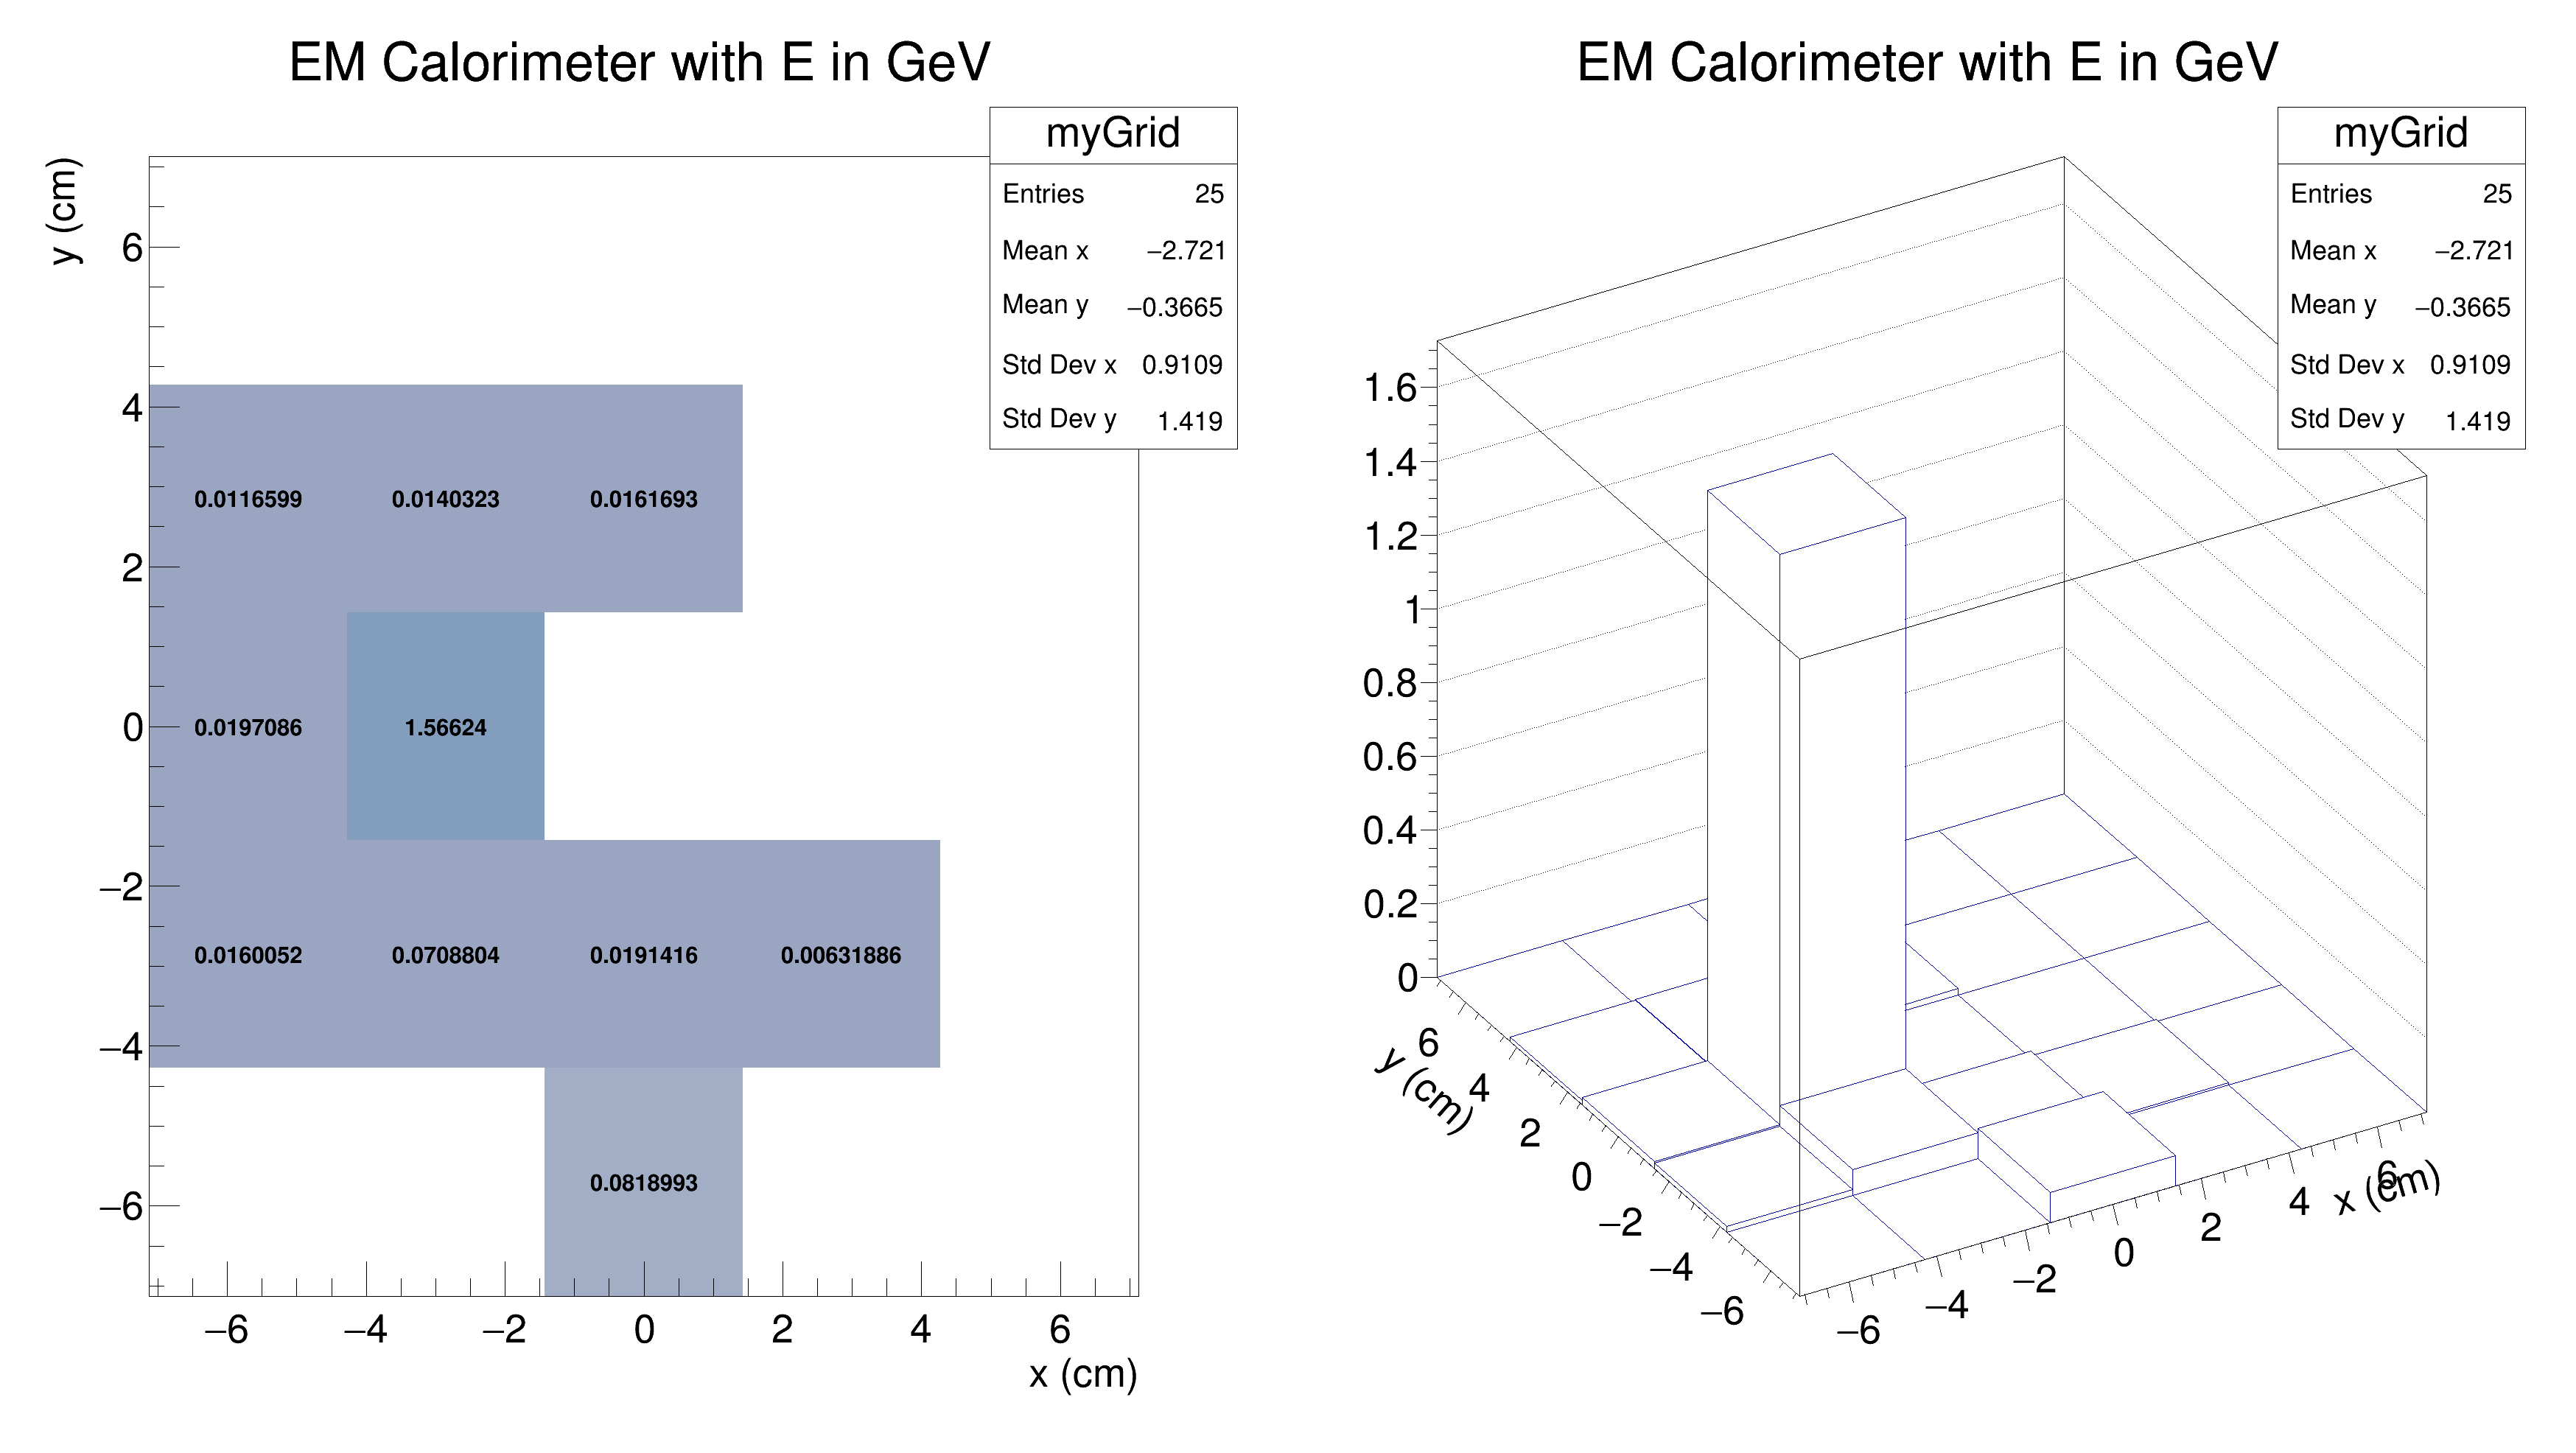 EM Calorimeter with E in GeV
myGrid
Entries 25
Mean x −2.721
Mean y −0.3665
Std Dev x 0.9109
Std Dev y 1.419
y (cm)
6
4
2
0
−2
−4
−6
0.0116599 0.0140323 0.0161693
0.0197086 1.56624
0.0160052 0.0708804 0.0191416 0.00631886
0.0818993
−6 −4 −2 0 2 4 6
x (cm)
EM Calorimeter with E in GeV
myGrid
Entries 25
Mean x −2.721
Mean y −0.3665
Std Dev x 0.9109
Std Dev y 1.419
1.6
1.4
1.2
1
0.8
0.6
0.4
0.2
0
6
4
2
0
−2
−4
−6
y (cm)
−6
−4
−2
0
2
4
6
x (cm)